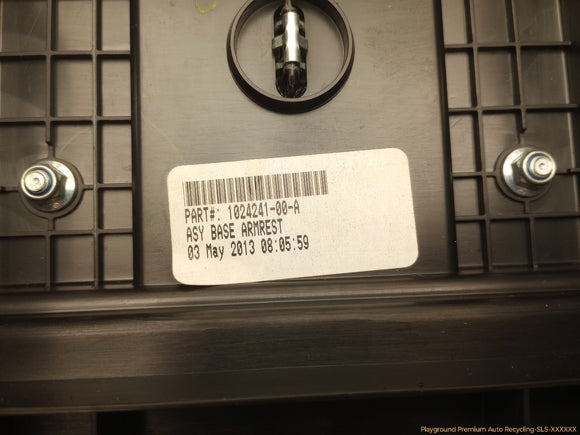 PART#: 1024241-00-A
ASY BASE ARMREST
03 May 2013 08:05:59
Playground Premium Auto Recycling-SLS-XXXXXX